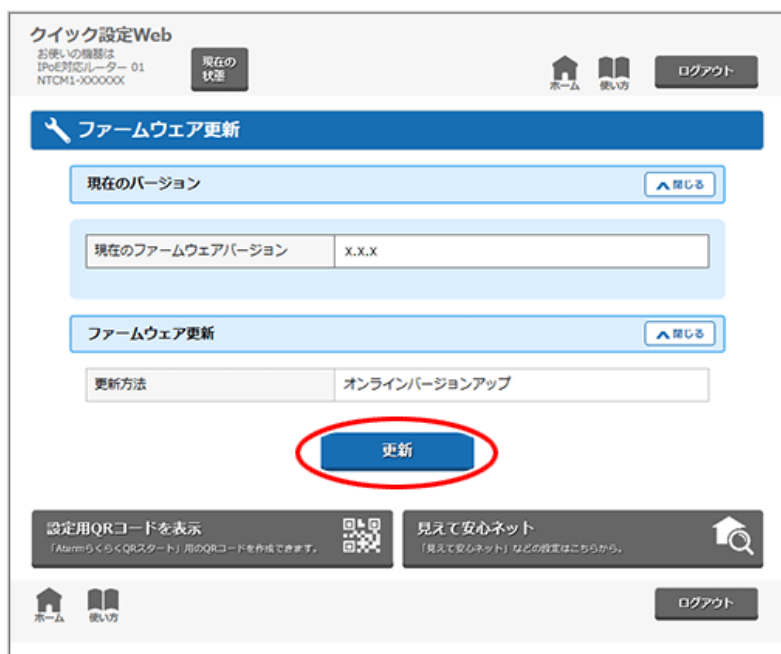 クイック設定Web
お使いの機器は
IPoE対応ルーター 01
NTCM1-XXXXXX
現在の
状態
ホーム
使い方
ログアウト
ファームウェア更新
現在のバージョン
閉じる
現在のファームウェアバージョン
x.x.x
ファームウェア更新
閉じる
更新方法
オンラインバージョンアップ
更新
設定用QRコードを表示
「AtermらくらくQRスタート」用のQRコードを作成できます。
見えて安心ネット
「見えて安心ネット」などの設定はこちらから。
ホーム
使い方
ログアウト